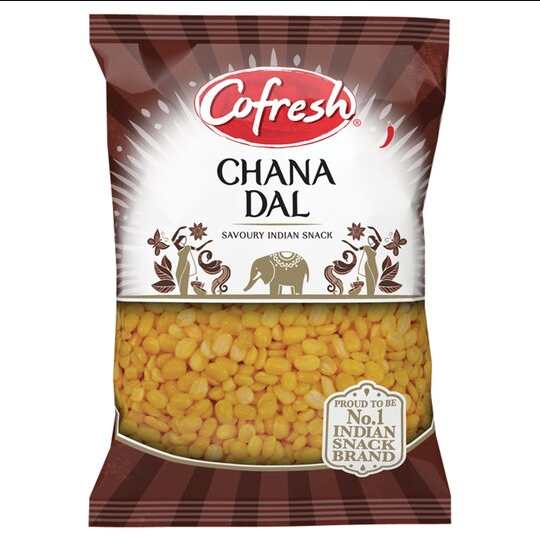 Cofresh®
CHANA
DAL
SAVOURY INDIAN SNACK
PROUD TO BE
No.1
INDIAN
SNACK
BRAND